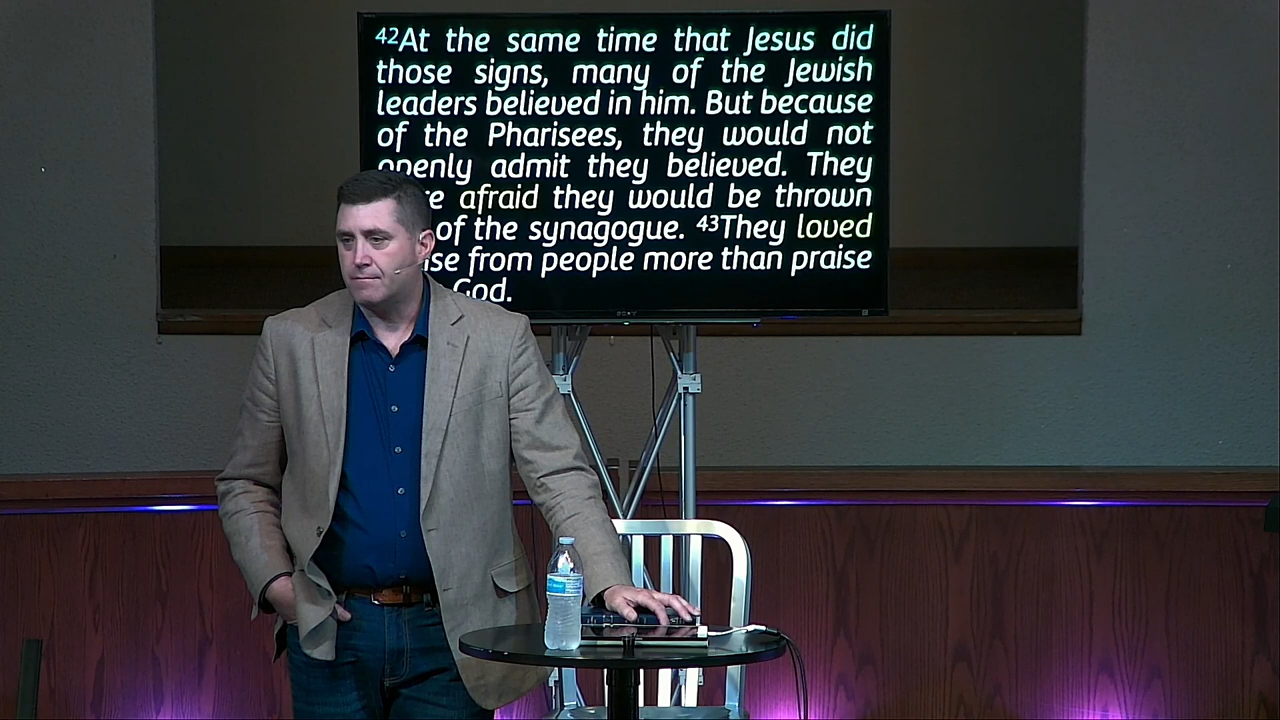 ⁴²At the same time that Jesus did
those signs, many of the Jewish
leaders believed in him. But because
of the Pharisees, they would not
openly admit they believed. They
afraid they would be thrown
of the synagogue. ⁴³They loved
from people more than praise
God.
SONY